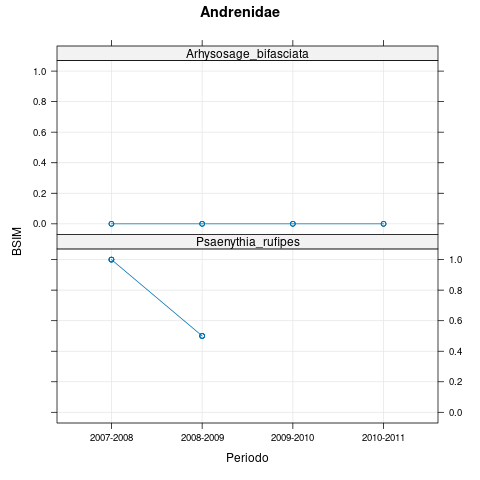 Andrenidae
Arhysosage_bifasciata
1.0
0.8
0.6
0.4
0.2
0.0
BSIM
Psaenythia_rufipes
1.0
0.8
0.6
0.4
0.2
0.0
2007-2008 2008-2009 2009-2010 2010-2011
Periodo